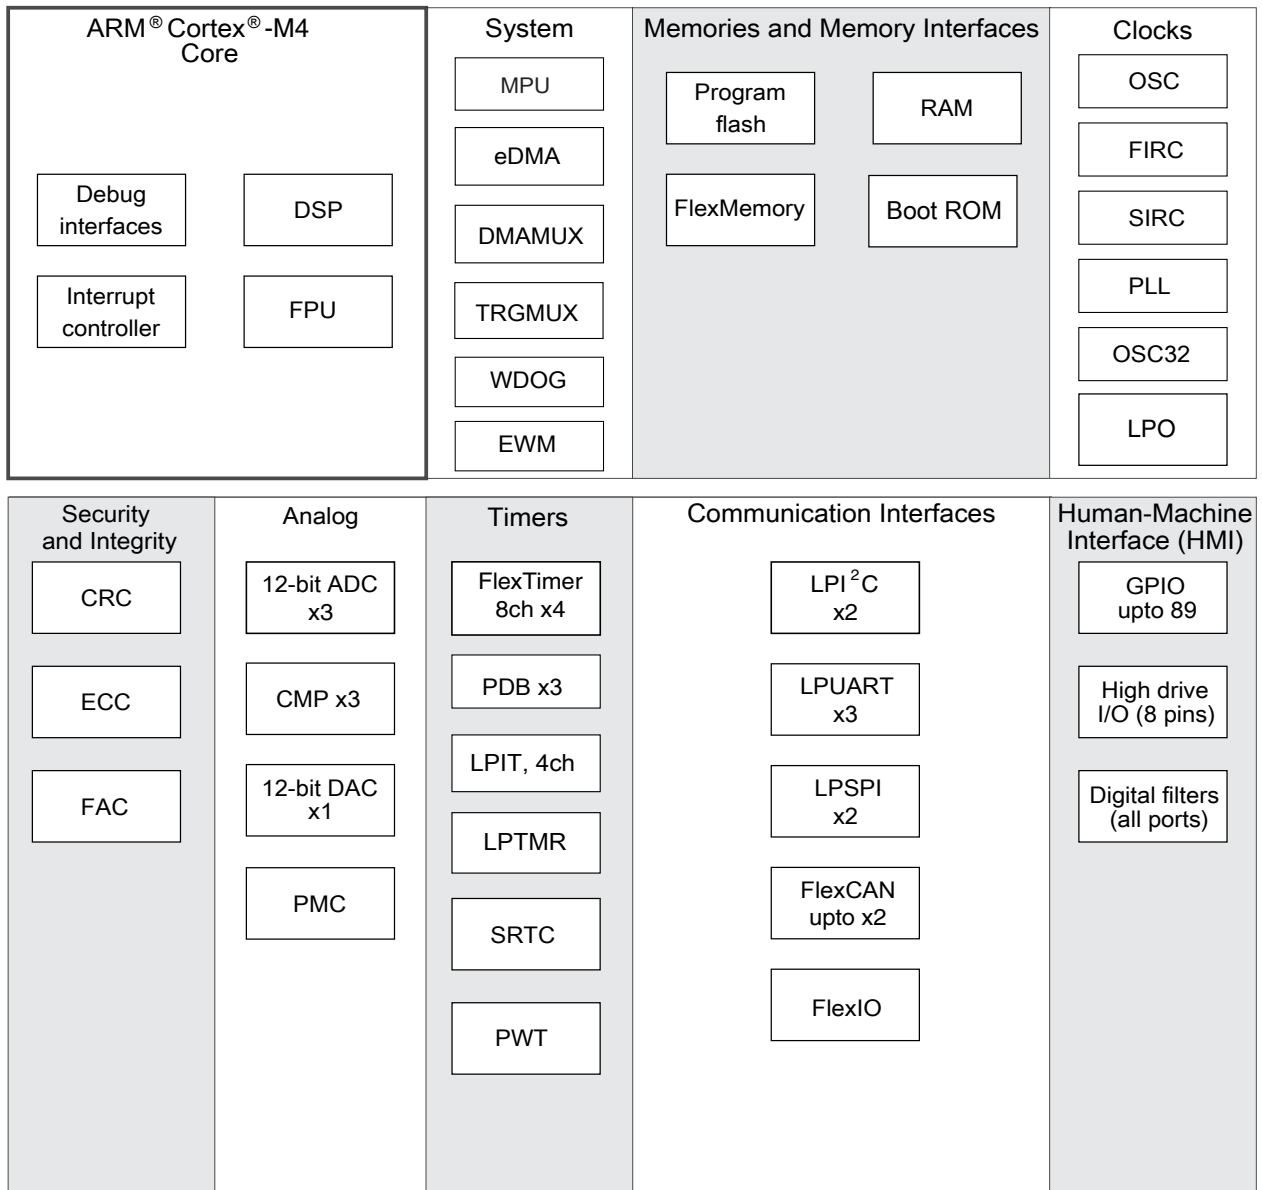 ARM® Cortex®-M4
Core
Debug
interfaces
DSP
Interrupt
controller
FPU
System
MPU
eDMA
DMAMUX
TRGMUX
WDOG
EWM
Memories and Memory Interfaces
Program
flash
RAM
FlexMemory
Boot ROM
Clocks
OSC
FIRC
SIRC
PLL
OSC32
LPO
Security
and Integrity
CRC
ECC
FAC
Analog
12-bit ADC
x3
CMP x3
12-bit DAC
x1
PMC
Timers
FlexTimer
8ch x4
PDB x3
LPIT, 4ch
LPTMR
SRTC
PWT
Communication Interfaces
LPI²C
x2
LPUART
x3
LPSPI
x2
FlexCAN
upto x2
FlexIO
Human-Machine
Interface (HMI)
GPIO
upto 89
High drive
I/O (8 pins)
Digital filters
(all ports)